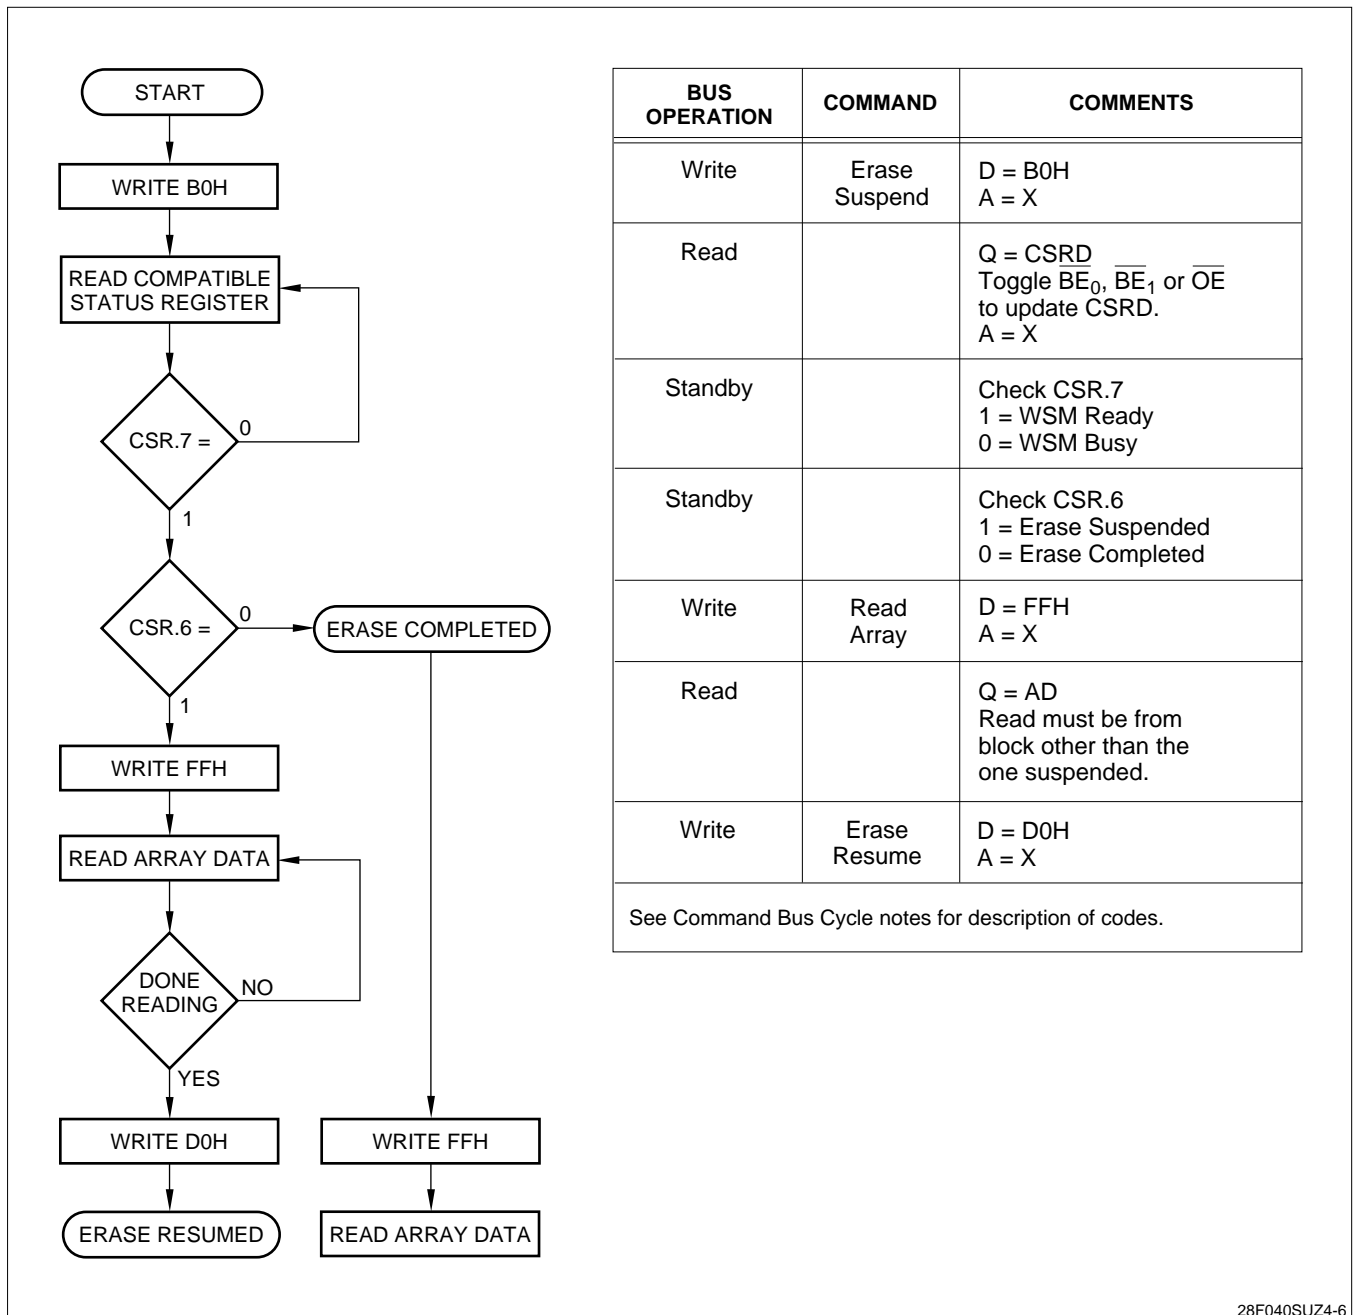 START
WRITE B0H
READ COMPATIBLE
STATUS REGISTER
CSR.7 =
0
1
CSR.6 =
0
ERASE COMPLETED
1
WRITE FFH
READ ARRAY DATA
DONE
READING
NO
YES
WRITE D0H
WRITE FFH
ERASE RESUMED
READ ARRAY DATA
BUS
OPERATION
COMMAND
COMMENTS
Write
Erase
Suspend
D = B0H
A = X
Read
Q = CSRD
Toggle B̅E̅₀, B̅E̅₁ or O̅E̅
to update CSRD.
A = X
Standby
Check CSR.7
1 = WSM Ready
0 = WSM Busy
Standby
Check CSR.6
1 = Erase Suspended
0 = Erase Completed
Write
Read
Array
D = FFH
A = X
Read
Q = AD
Read must be from
block other than the
one suspended.
Write
Erase
Resume
D = D0H
A = X
See Command Bus Cycle notes for description of codes.
28F040SUZ4-6